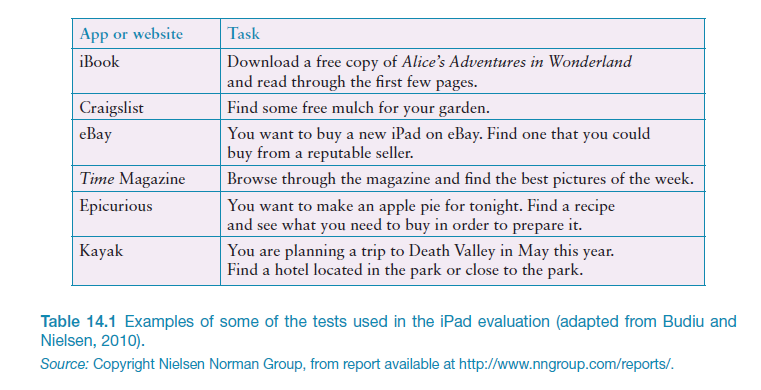 App or website Task
iBook Download a free copy of Alice's Adventures in Wonderland
and read through the first few pages.
Craigslist Find some free mulch for your garden.
eBay You want to buy a new iPad on eBay. Find one that you could
buy from a reputable seller.
Time Magazine Browse through the magazine and find the best pictures of the week.
Epicurious You want to make an apple pie for tonight. Find a recipe
and see what you need to buy in order to prepare it.
Kayak You are planning a trip to Death Valley in May this year.
Find a hotel located in the park or close to the park.
Table 14.1 Examples of some of the tests used in the iPad evaluation (adapted from Budiu and
Nielsen, 2010).
Source: Copyright Nielsen Norman Group, from report available at http://www.nngroup.com/reports/.